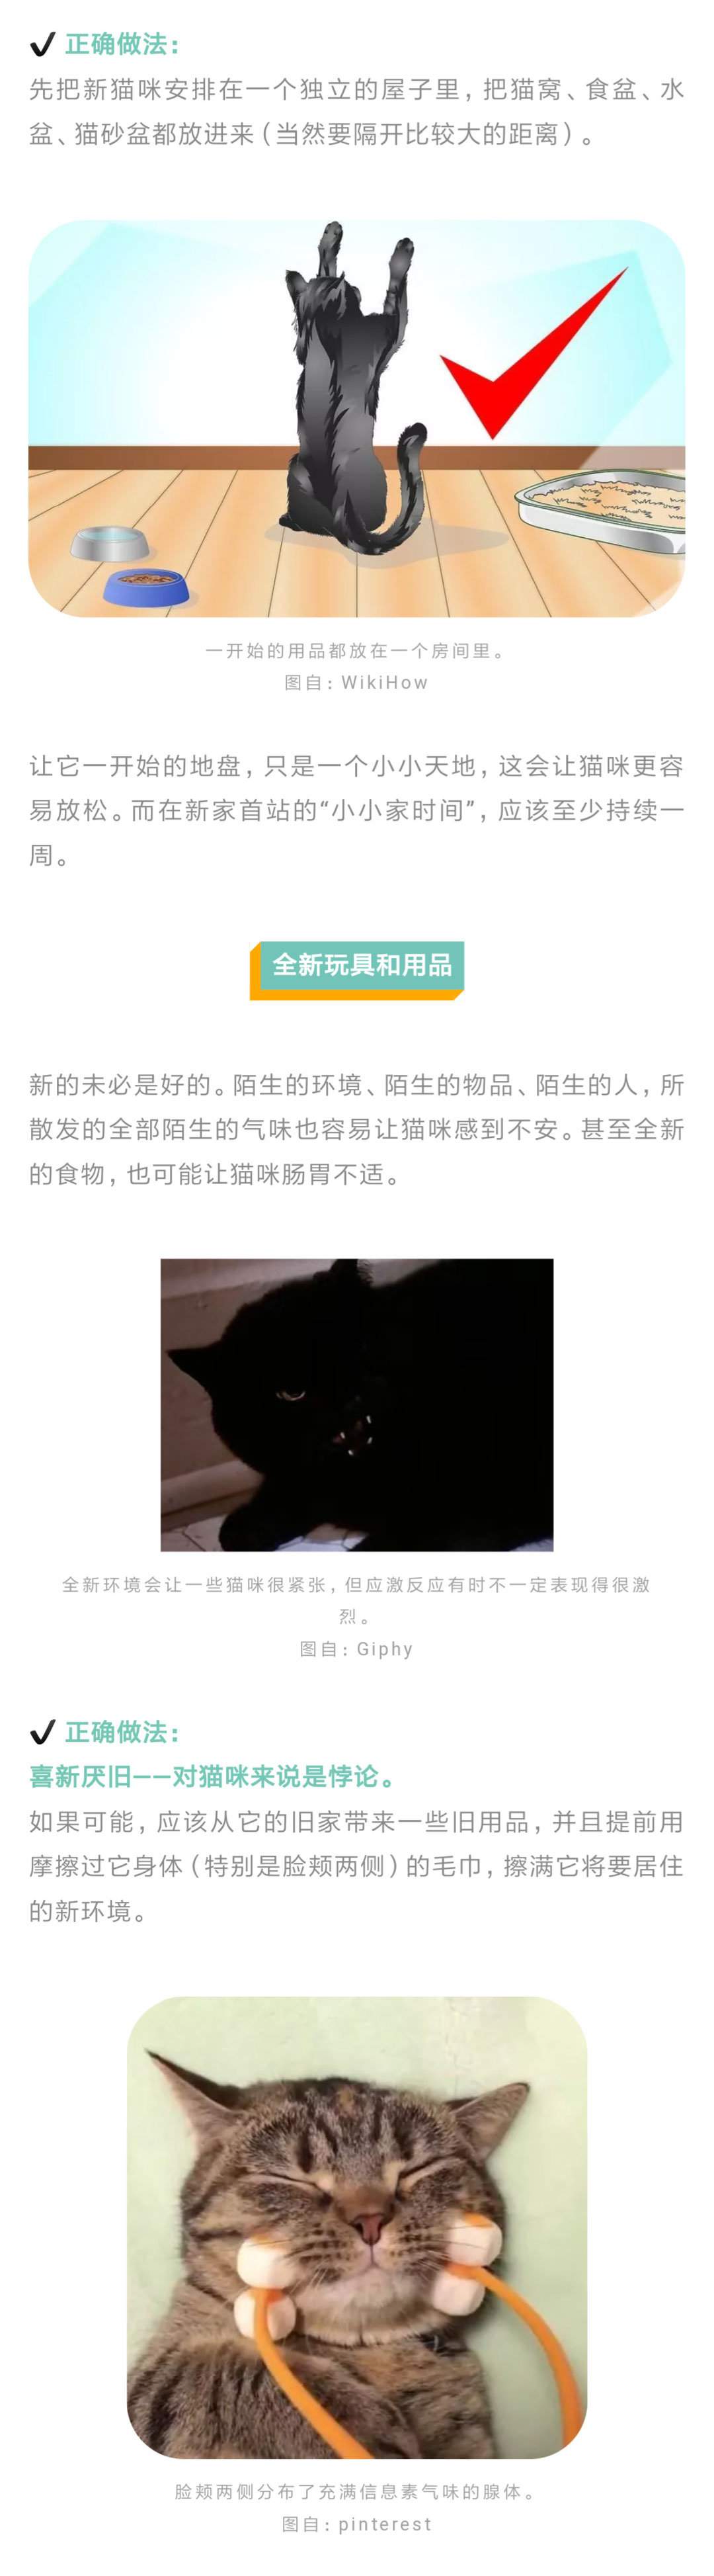 ✔ 正确做法：
先把新猫咪安排在一个独立的屋子里，把猫窝、食盆、水
盆、猫砂盆都放进来（当然要隔开比较大的距离）。
一开始的用品都放在一个房间里。
图自：WikiHow
让它一开始的地盘，只是一个小小天地，这会让猫咪更容
易放松。而在新家首站的“小小家时间”，应该至少持续一
周。
全新玩具和用品
新的未必是好的。陌生的环境、陌生的物品、陌生的人，所
散发的全部陌生的气味也容易让猫咪感到不安。甚至全新
的食物，也可能让猫咪肠胃不适。
全新环境会让一些猫咪很紧张，但应激反应有时不一定表现得很激
烈。
图自：Giphy
✔ 正确做法：
喜新厌旧——对猫咪来说是悖论。
如果可能，应该从它的旧家带来一些旧用品，并且提前用
摩擦过它身体（特别是脸颊两侧）的毛巾，擦满它将要居住
的新环境。
脸颊两侧分布了充满信息素气味的腺体。
图自：pinterest